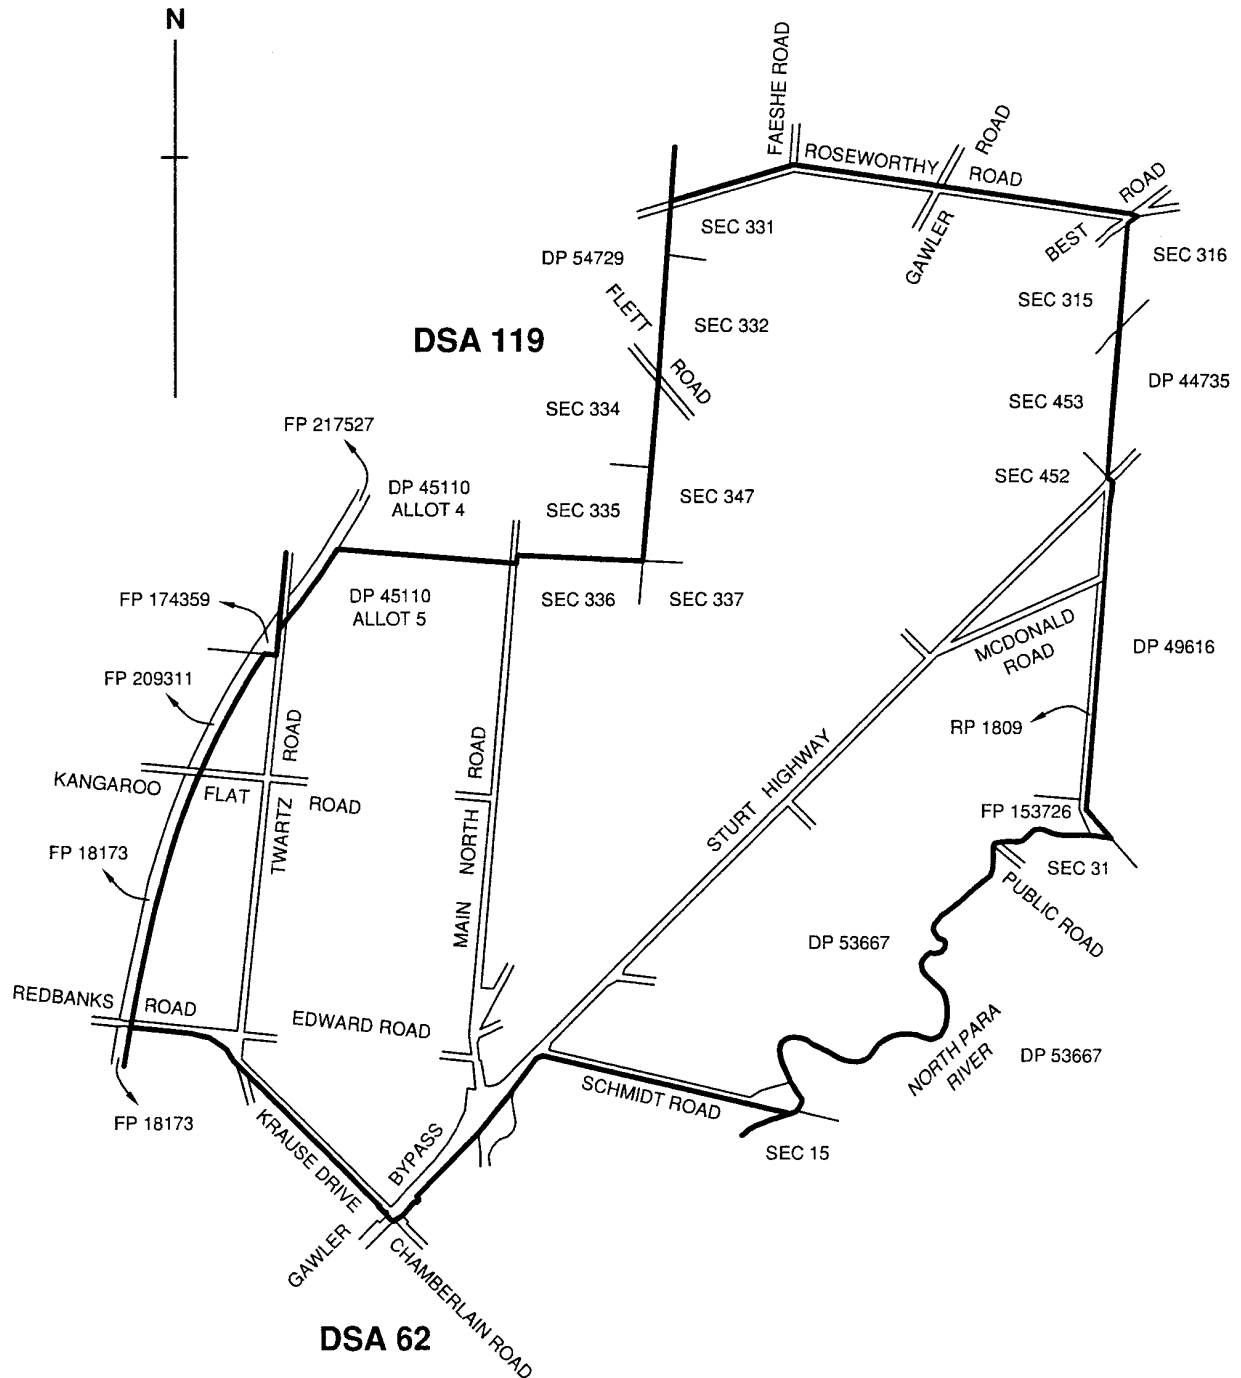 N
FAESHE ROAD
ROSEWORTHY ROAD
GAWLER ROAD
BEST ROAD
SEC 331
SEC 316
DP 54729
SEC 315
FLETT ROAD
SEC 332
DSA 119
DP 44735
SEC 334
SEC 453
FP 217527
SEC 452
DP 45110
ALLOT 4
SEC 335
SEC 347
FP 174359
DP 45110
ALLOT 5
SEC 336
SEC 337
MCDONALD
ROAD
DP 49616
FP 209311
RP 1809
STURT HIGHWAY
KANGAROO FLAT ROAD
TWARTZ ROAD
MAIN NORTH ROAD
FP 153726
FP 18173
SEC 31
PUBLIC ROAD
DP 53667
REDBANKS ROAD
EDWARD ROAD
NORTH PARA
RIVER
DP 53667
SCHMIDT ROAD
FP 18173
KRAUSE DRIVE
SEC 15
GAWLER BYPASS
CHAMBERLAIN ROAD
DSA 62